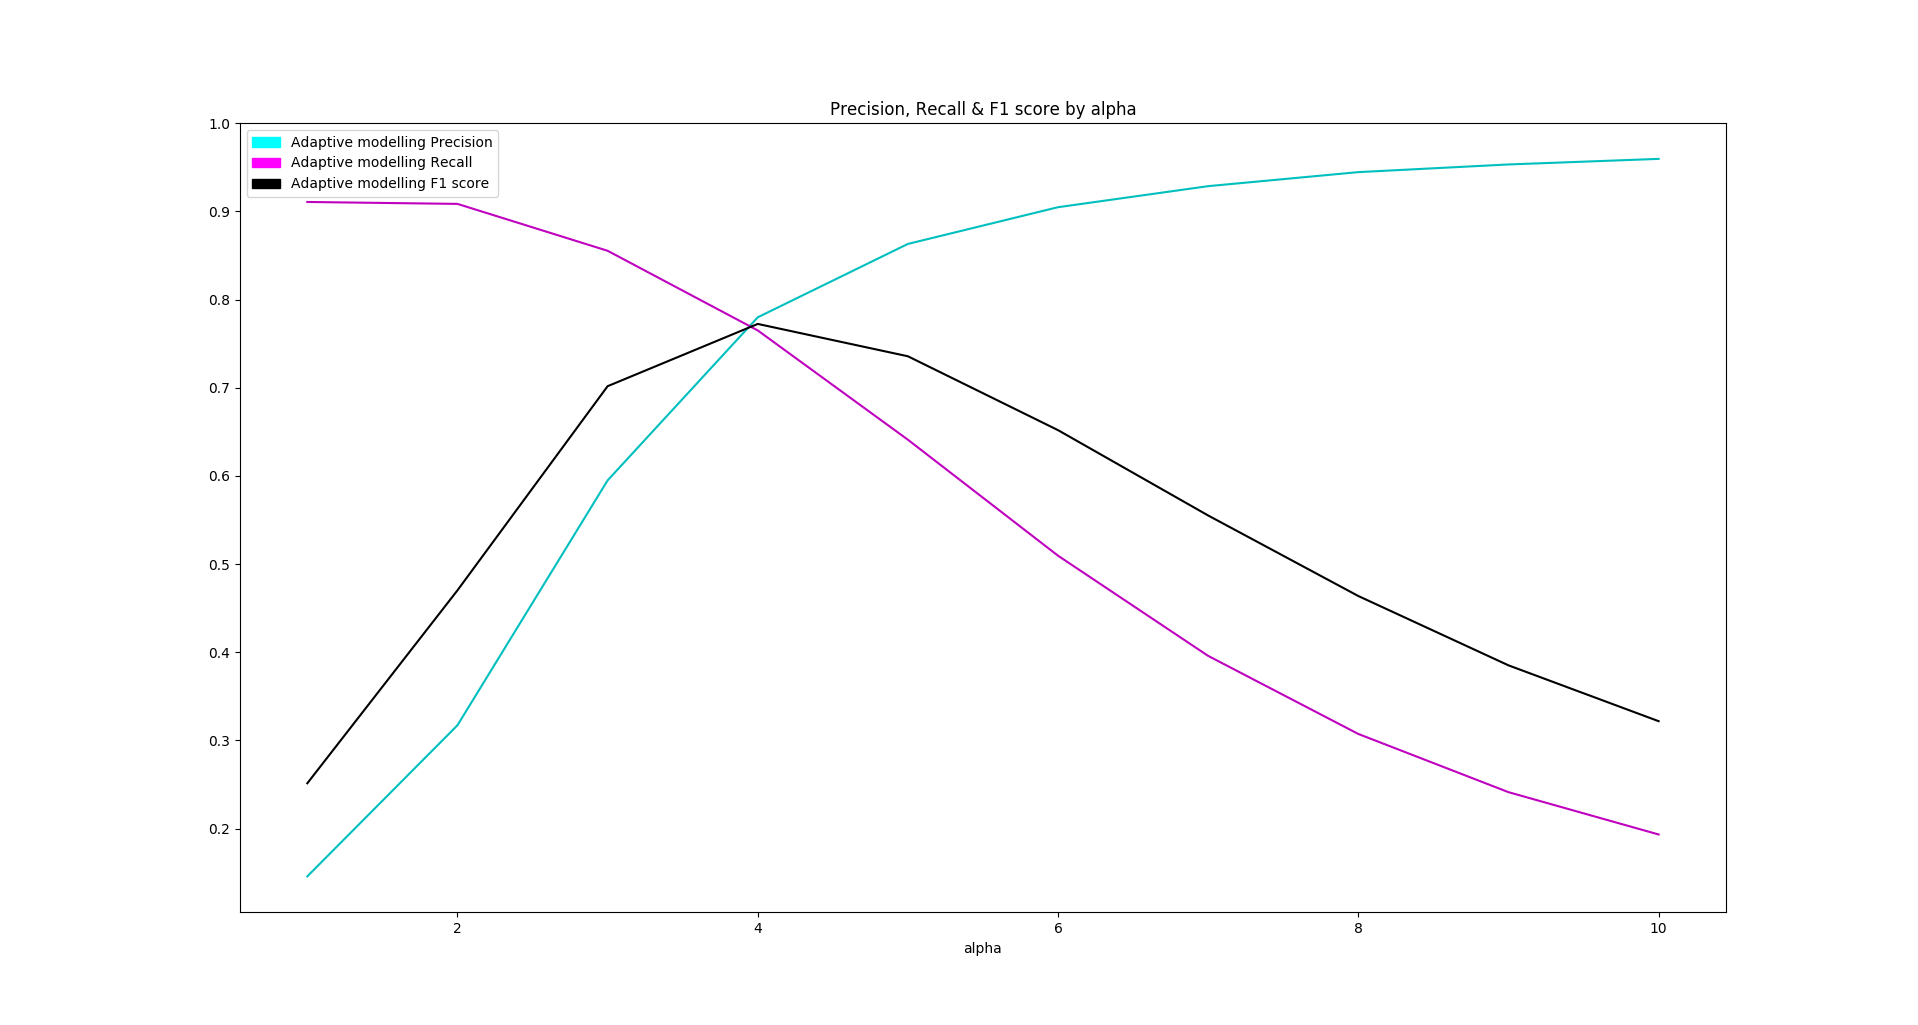 Precision, Recall & F1 score by alpha
1.0
0.9
0.8
0.7
0.6
0.5
0.4
0.3
0.2
Adaptive modelling Precision
Adaptive modelling Recall
Adaptive modelling F1 score
2 4 6 8 10
alpha